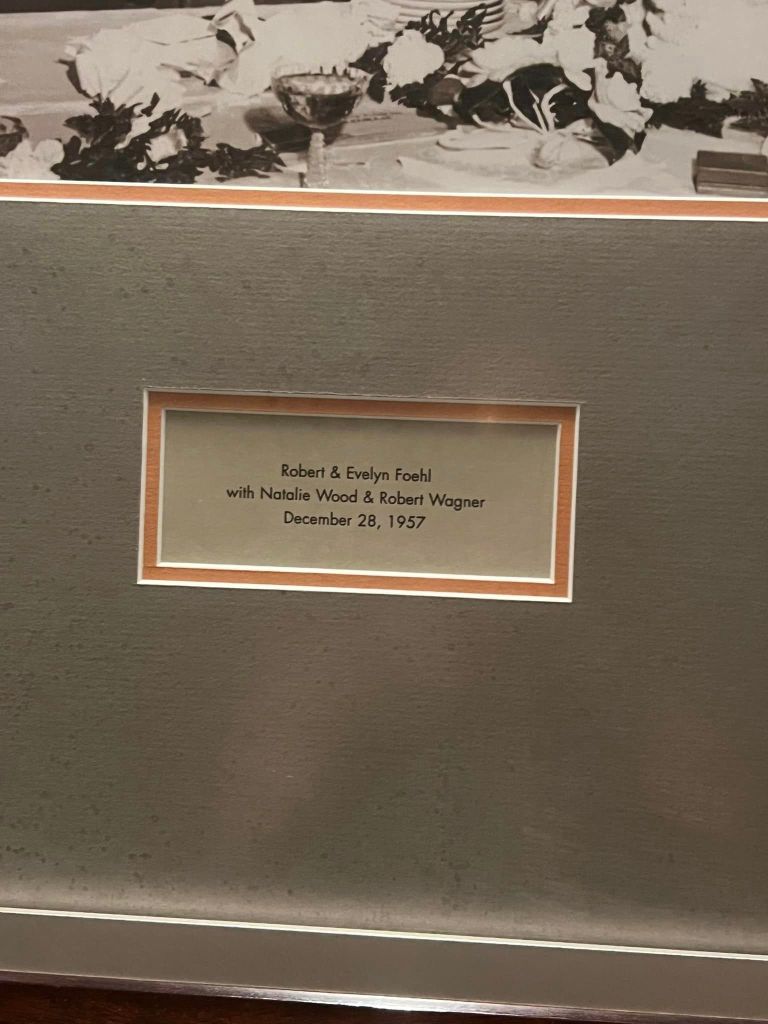 Robert & Evelyn Foehl
with Natalie Wood & Robert Wagner
December 28, 1957